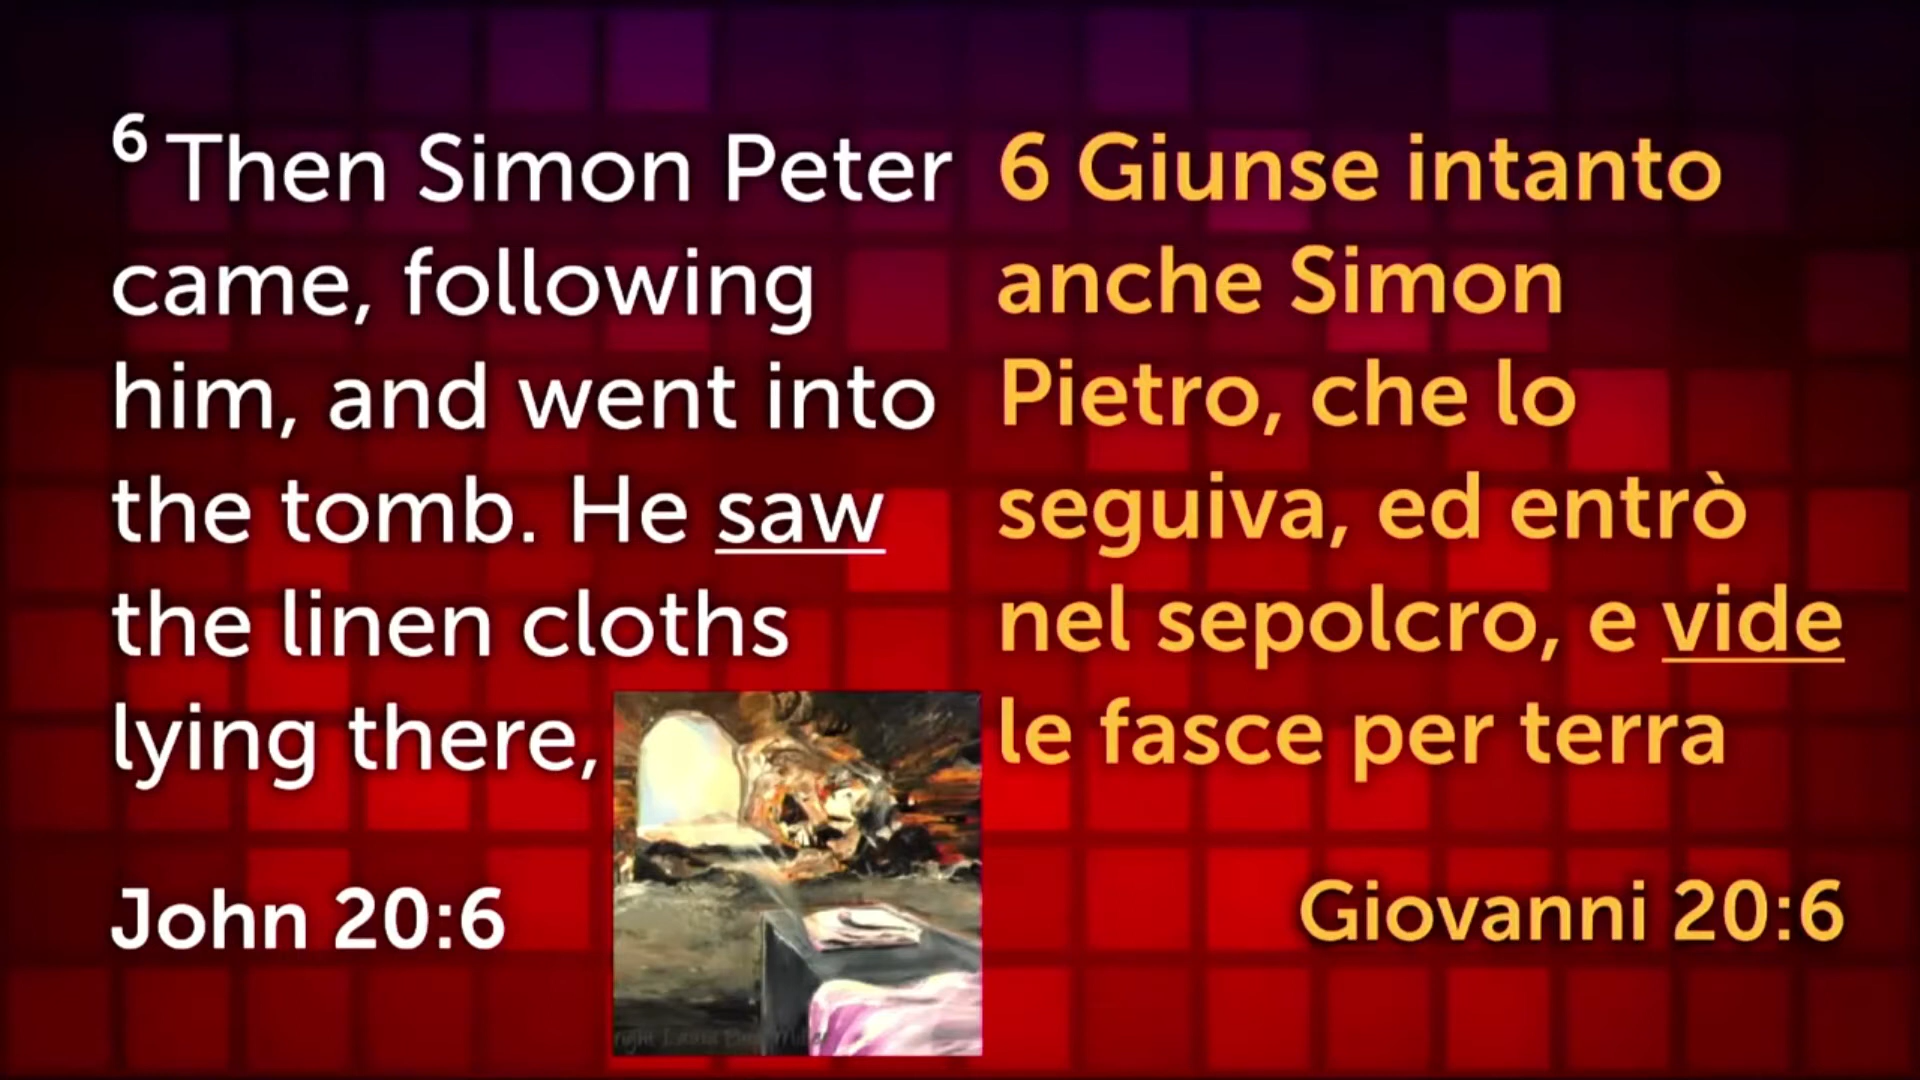 6 Then Simon Peter
came, following
him, and went into
the tomb. He saw
the linen cloths
lying there,
John 20:6
6 Giunse intanto
anche Simon
Pietro, che lo
seguiva, ed entrò
nel sepolcro, e vide
le fasce per terra
Giovanni 20:6